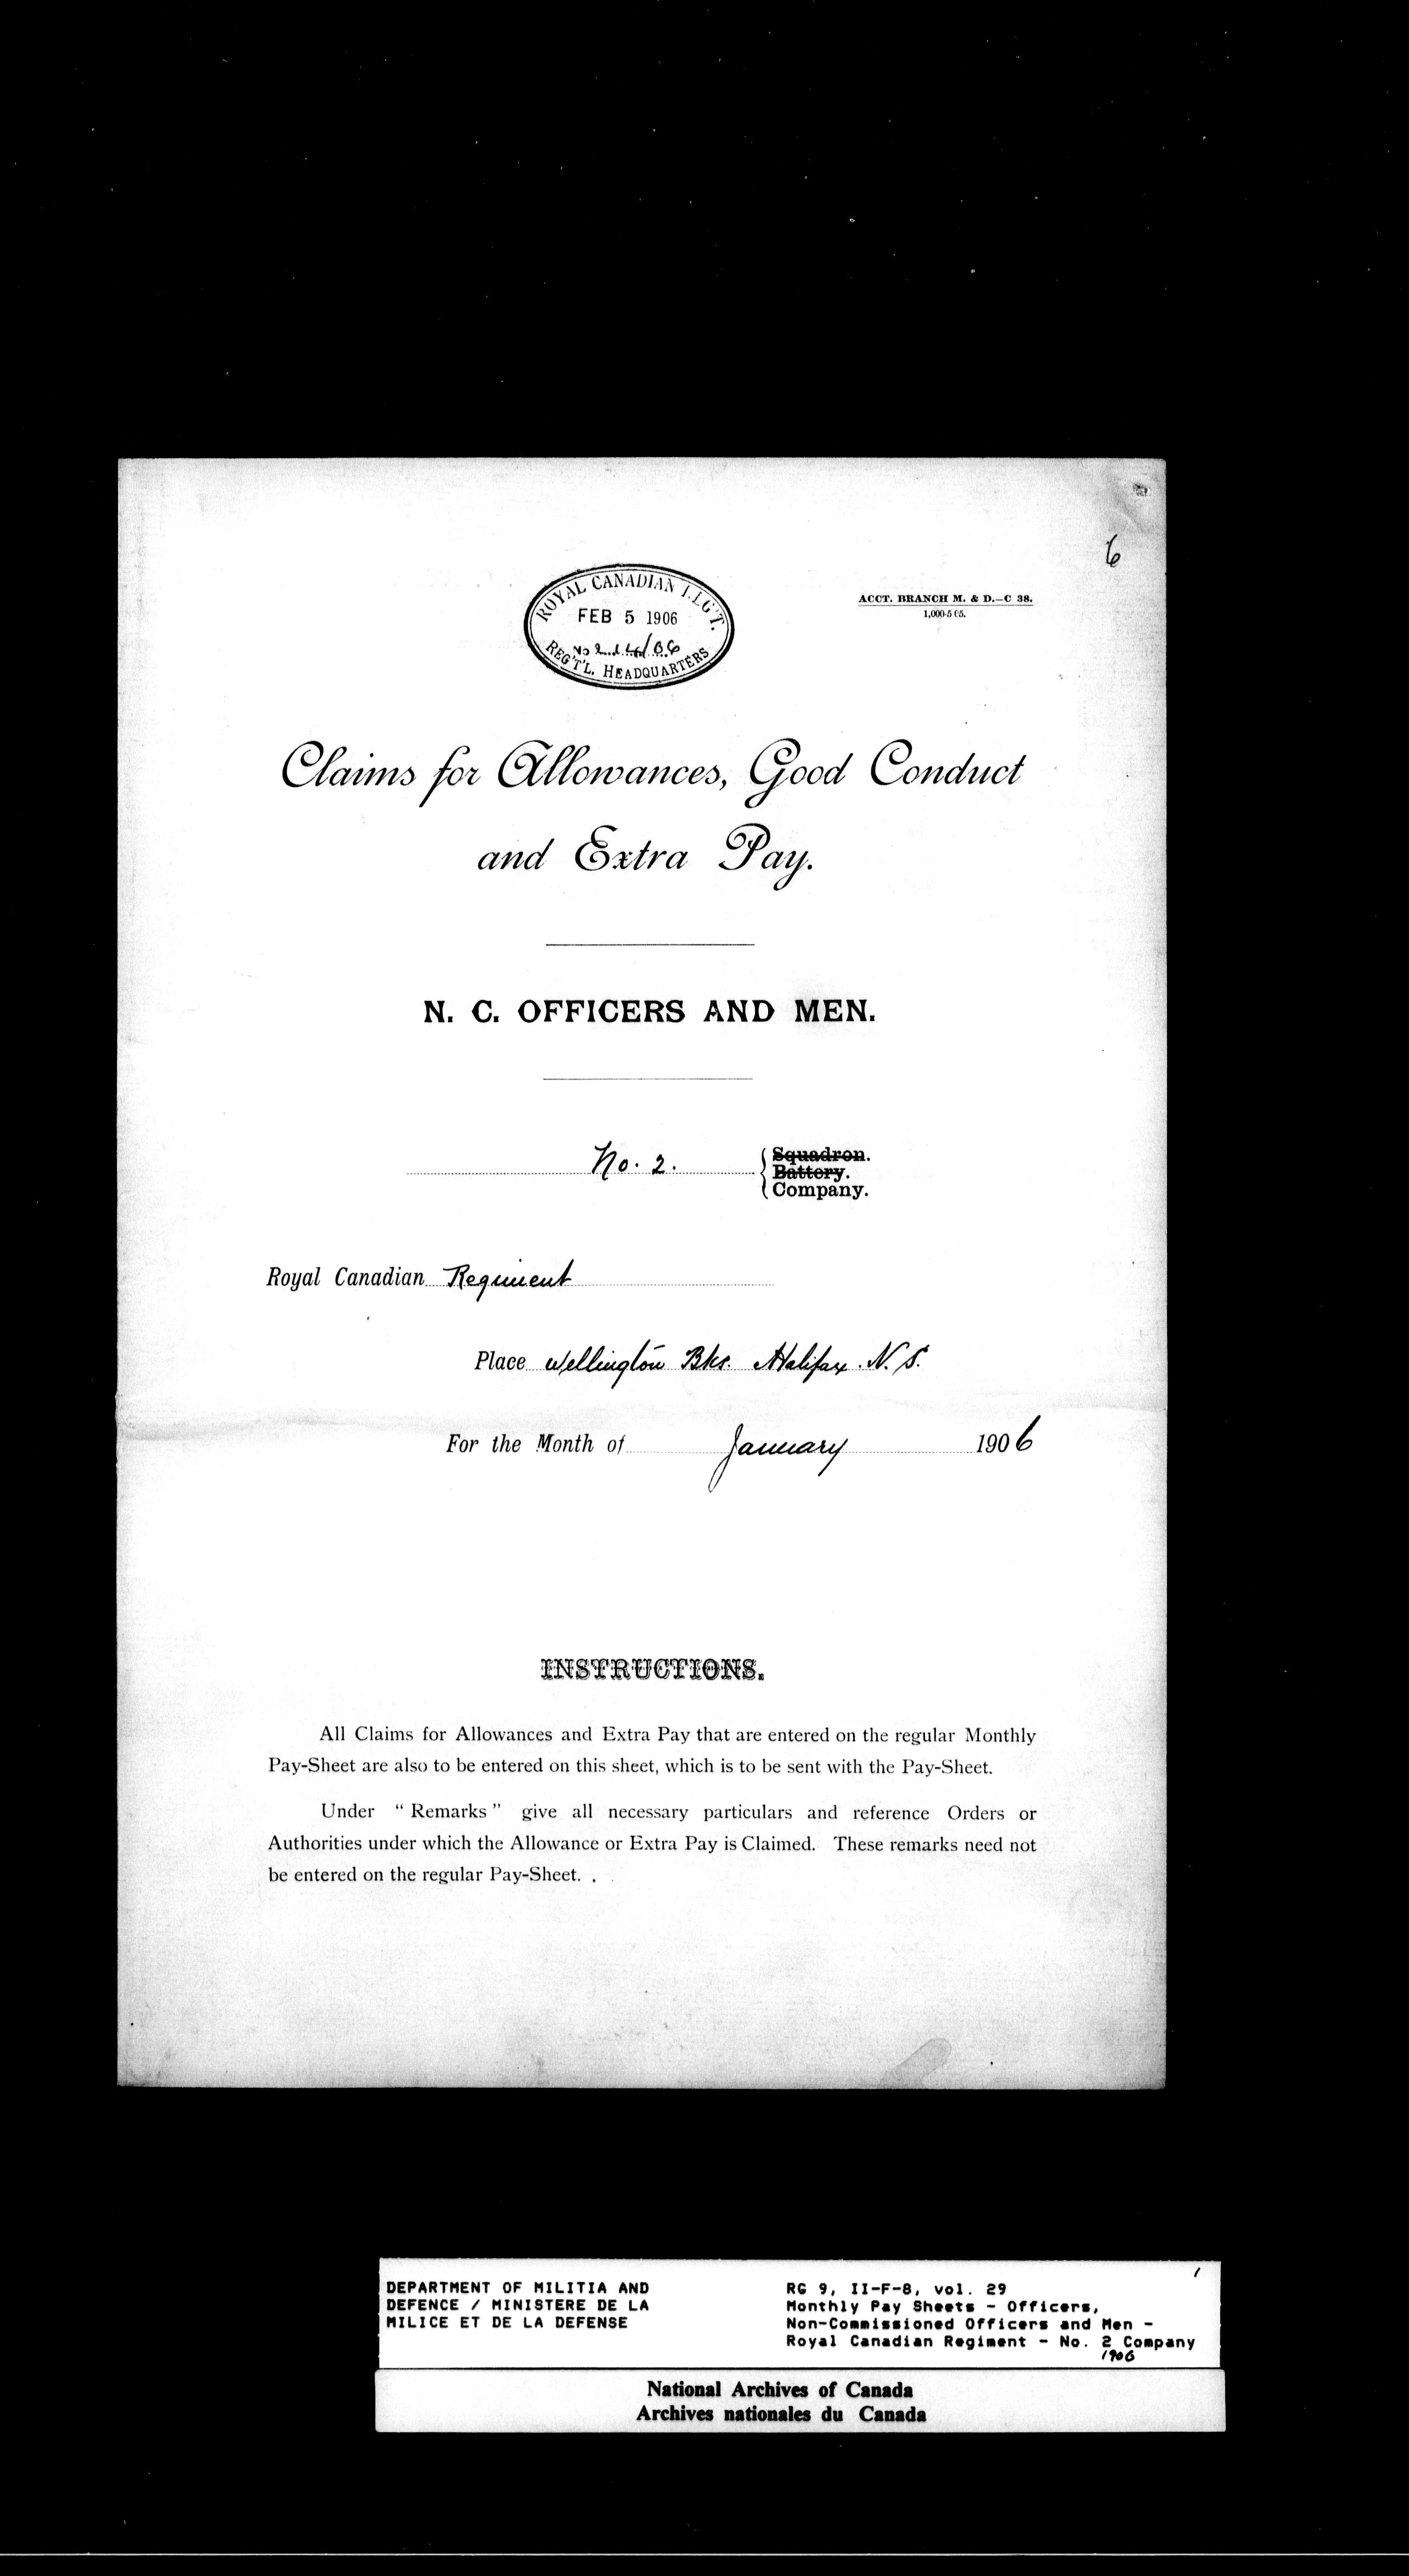 6
ROYAL CANADIAN REG'T.
FEB 5 1906
REG'T'L. HEADQUARTERS
ACCT. BRANCH M. & D.—C 38.
1,000-5 05.
Claims for Allowances, Good Conduct
and Extra Pay.
N. C. OFFICERS AND MEN.
No. 2.
Squadron.
Battery.
Company.
Royal Canadian Regiment
Place Wellington Bks. Halifax. N. S.
For the Month of January 1906
INSTRUCTIONS.
All Claims for Allowances and Extra Pay that are entered on the regular Monthly
Pay-Sheet are also to be entered on this sheet, which is to be sent with the Pay-Sheet.
Under "Remarks" give all necessary particulars and reference Orders or
Authorities under which the Allowance or Extra Pay is Claimed. These remarks need not
be entered on the regular Pay-Sheet.
DEPARTMENT OF MILITIA AND
DEFENCE / MINISTERE DE LA
MILICE ET DE LA DEFENSE
1
RG 9, II-F-8, vol. 29
Monthly Pay Sheets - Officers,
Non-Commissioned Officers and Men -
Royal Canadian Regiment - No. 2 Company
1906
National Archives of Canada
Archives nationales du Canada